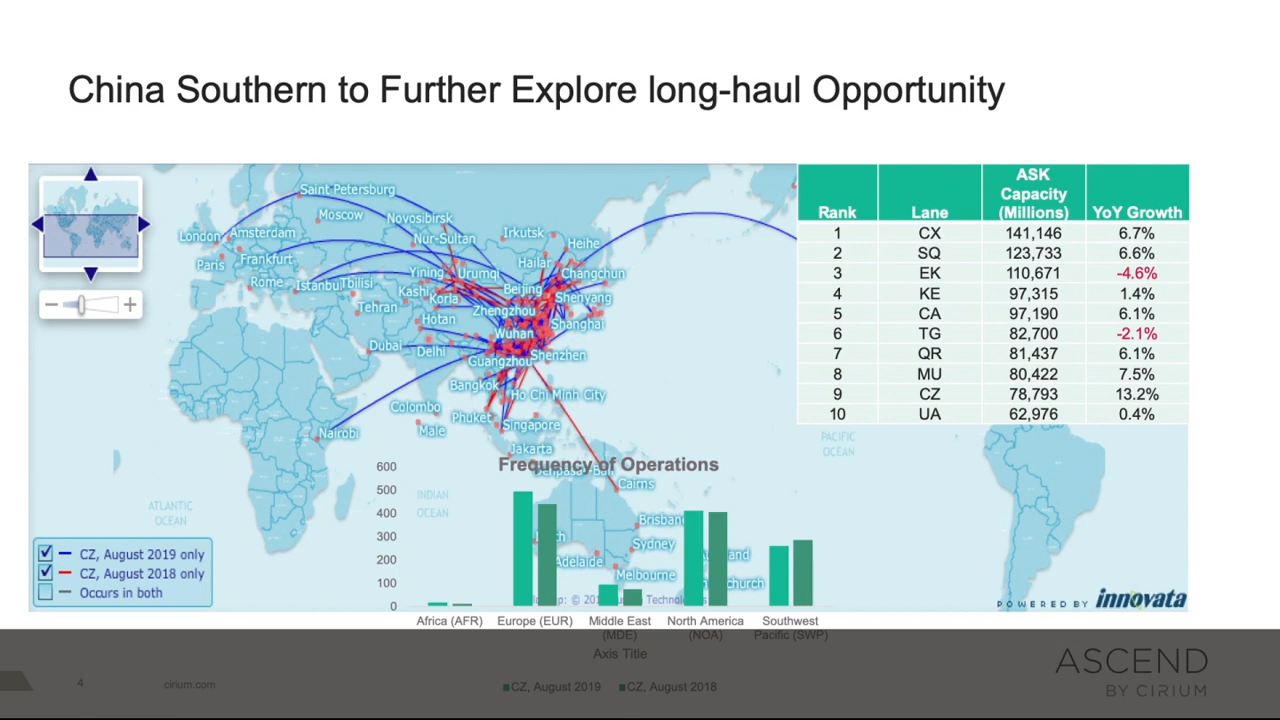 China Southern to Further Explore long-haul Opportunity
Rank Lane ASK Capacity (Millions) YoY Growth
1 CX 141,146 6.7%
2 SQ 123,733 6.6%
3 EK 110,671 -4.6%
4 KE 97,315 1.4%
5 CA 97,190 6.1%
6 TG 82,700 -2.1%
7 QR 81,437 6.1%
8 MU 80,422 7.5%
9 CZ 78,793 13.2%
10 UA 62,976 0.4%
Saint Petersburg
Moscow
Novosibirsk
London
Amsterdam
Nur-Sultan
Irkutsk
Heihe
Paris
Frankfurt
Hailar
Rome
Istanbul
Tbilisi
Yining
Urumqi
Changchun
Kashi
Korla
Beijing
Shenyang
Tehran
Hotan
Zhengzhou
Shanghai
Wuhan
Dubai
Delhi
Guangzhou
Shenzhen
Bangkok
Ho Chi Minh City
Colombo
Phuket
Singapore
Male
Nairobi
Jakarta
PACIFIC
OCEAN
INDIAN
OCEAN
ATLANTIC
OCEAN
Cairns
Brisban
Sydney
Adelaide
Melbourne
Frequency of Operations
600
500
400
300
200
100
0
Africa (AFR) Europe (EUR) Middle East (MDE) North America (NOA) Southwest Pacific (SWP)
Axis Title
CZ, August 2019 CZ, August 2018
CZ, August 2019 only
CZ, August 2018 only
Occurs in both
POWERED BY innovata
4
cirium.com
ASCEND
BY CIRIUM